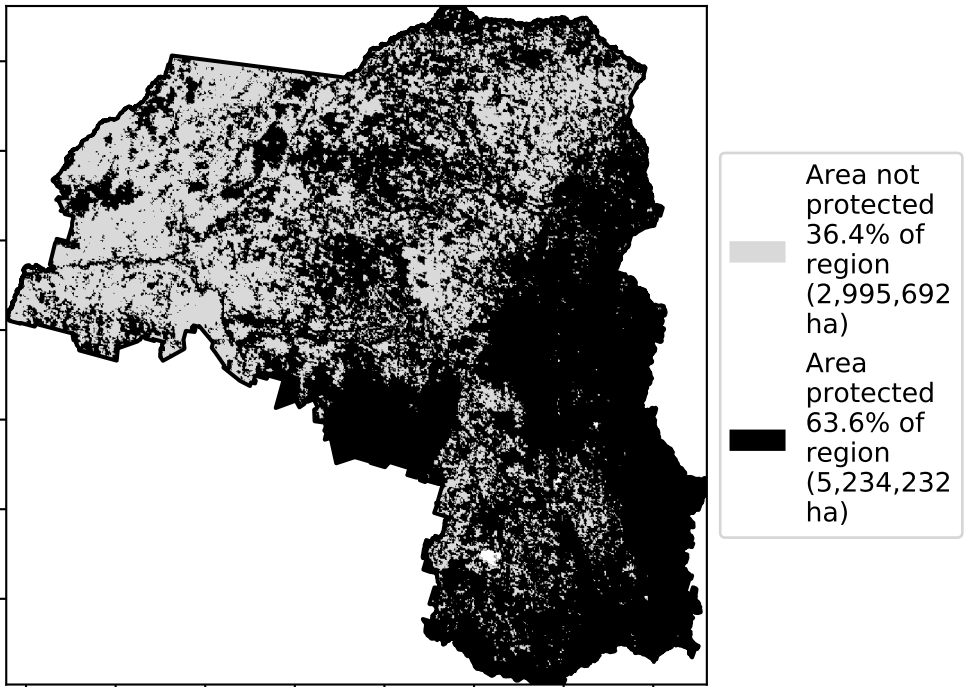 Area not
protected
36.4% of
region
(2,995,692
ha)
Area
protected
63.6% of
region
(5,234,232
ha)